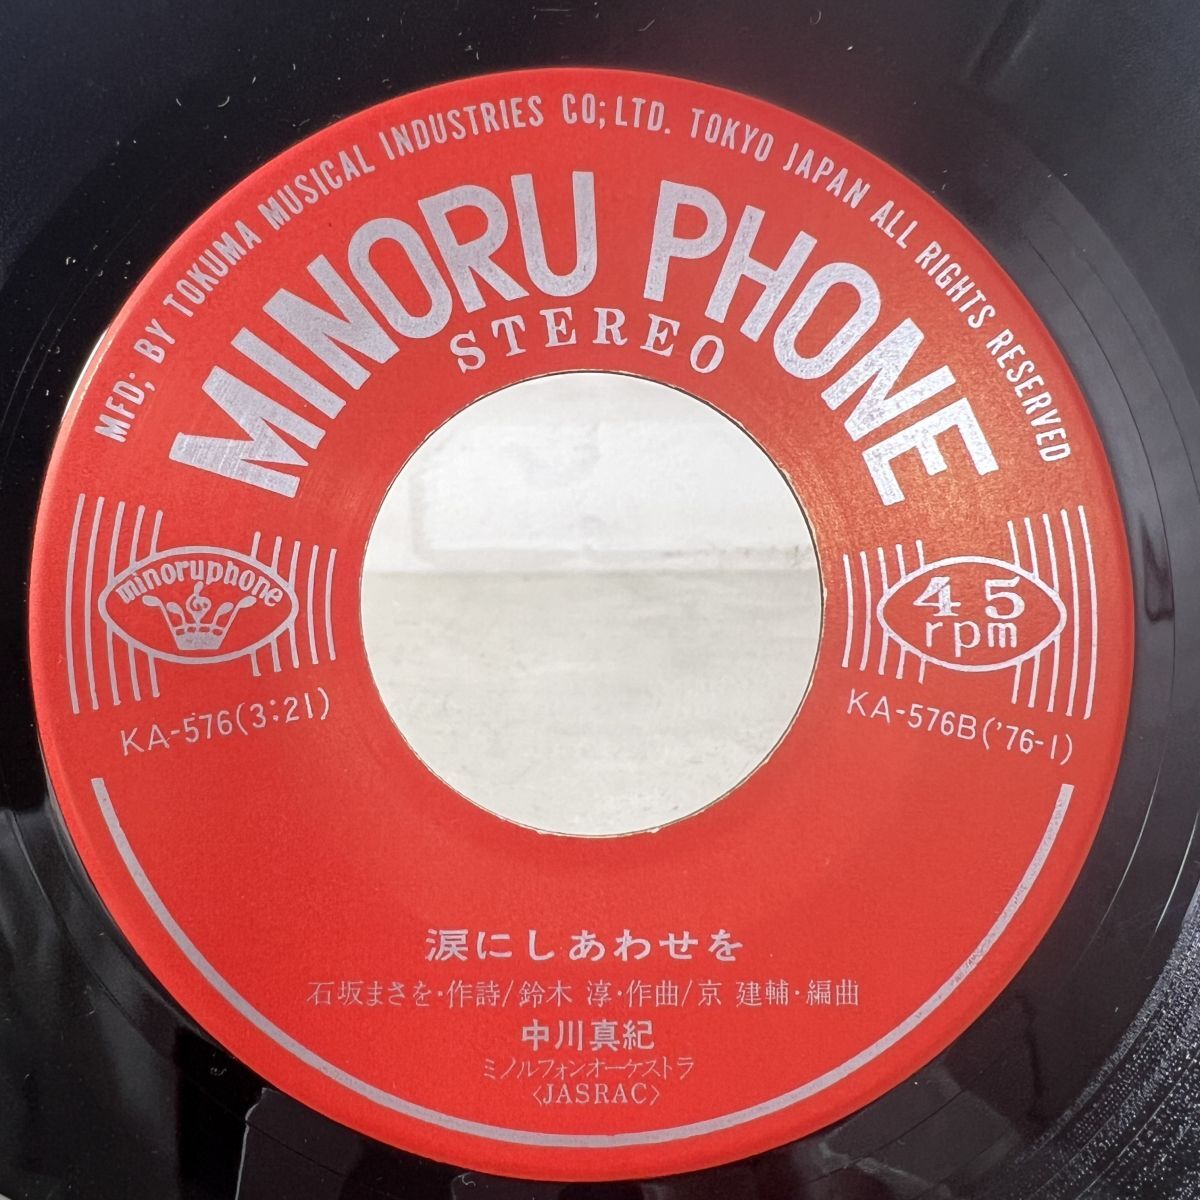 MFD; BY TOKUMA MUSICAL INDUSTRIES CO;LTD. TOKYO JAPAN ALL RIGHTS RESERVED
MINORU PHONE
STEREO
minoruphone
45
rpm
KA-576(3:21)
KA-576B('76-1)
涙にしあわせを
石坂まさを・作詩/鈴木 淳・作曲/京 建輔・編曲
中川真紀
ミノルフォンオーケストラ
〈JASRAC〉